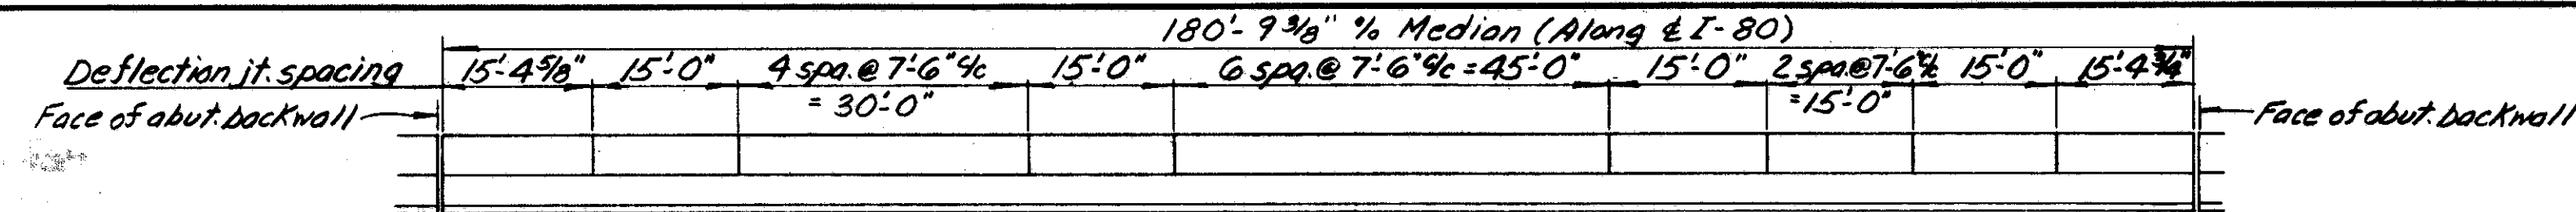 180'-9 3/8" % Median (Along ℄ I-80)
Deflection jt. spacing 15'-4 5/8" 15'-0" 4 spa. @ 7'-6" c/c 15'-0" 6 spa. @ 7'-6" c/c = 45'-0" 15'-0" 2 spa. @ 7'-6" c/c 15'-0" 15'-4 3/4"
= 30'-0" = 15'-0"
Face of abut. backwall Face of abut. backwall